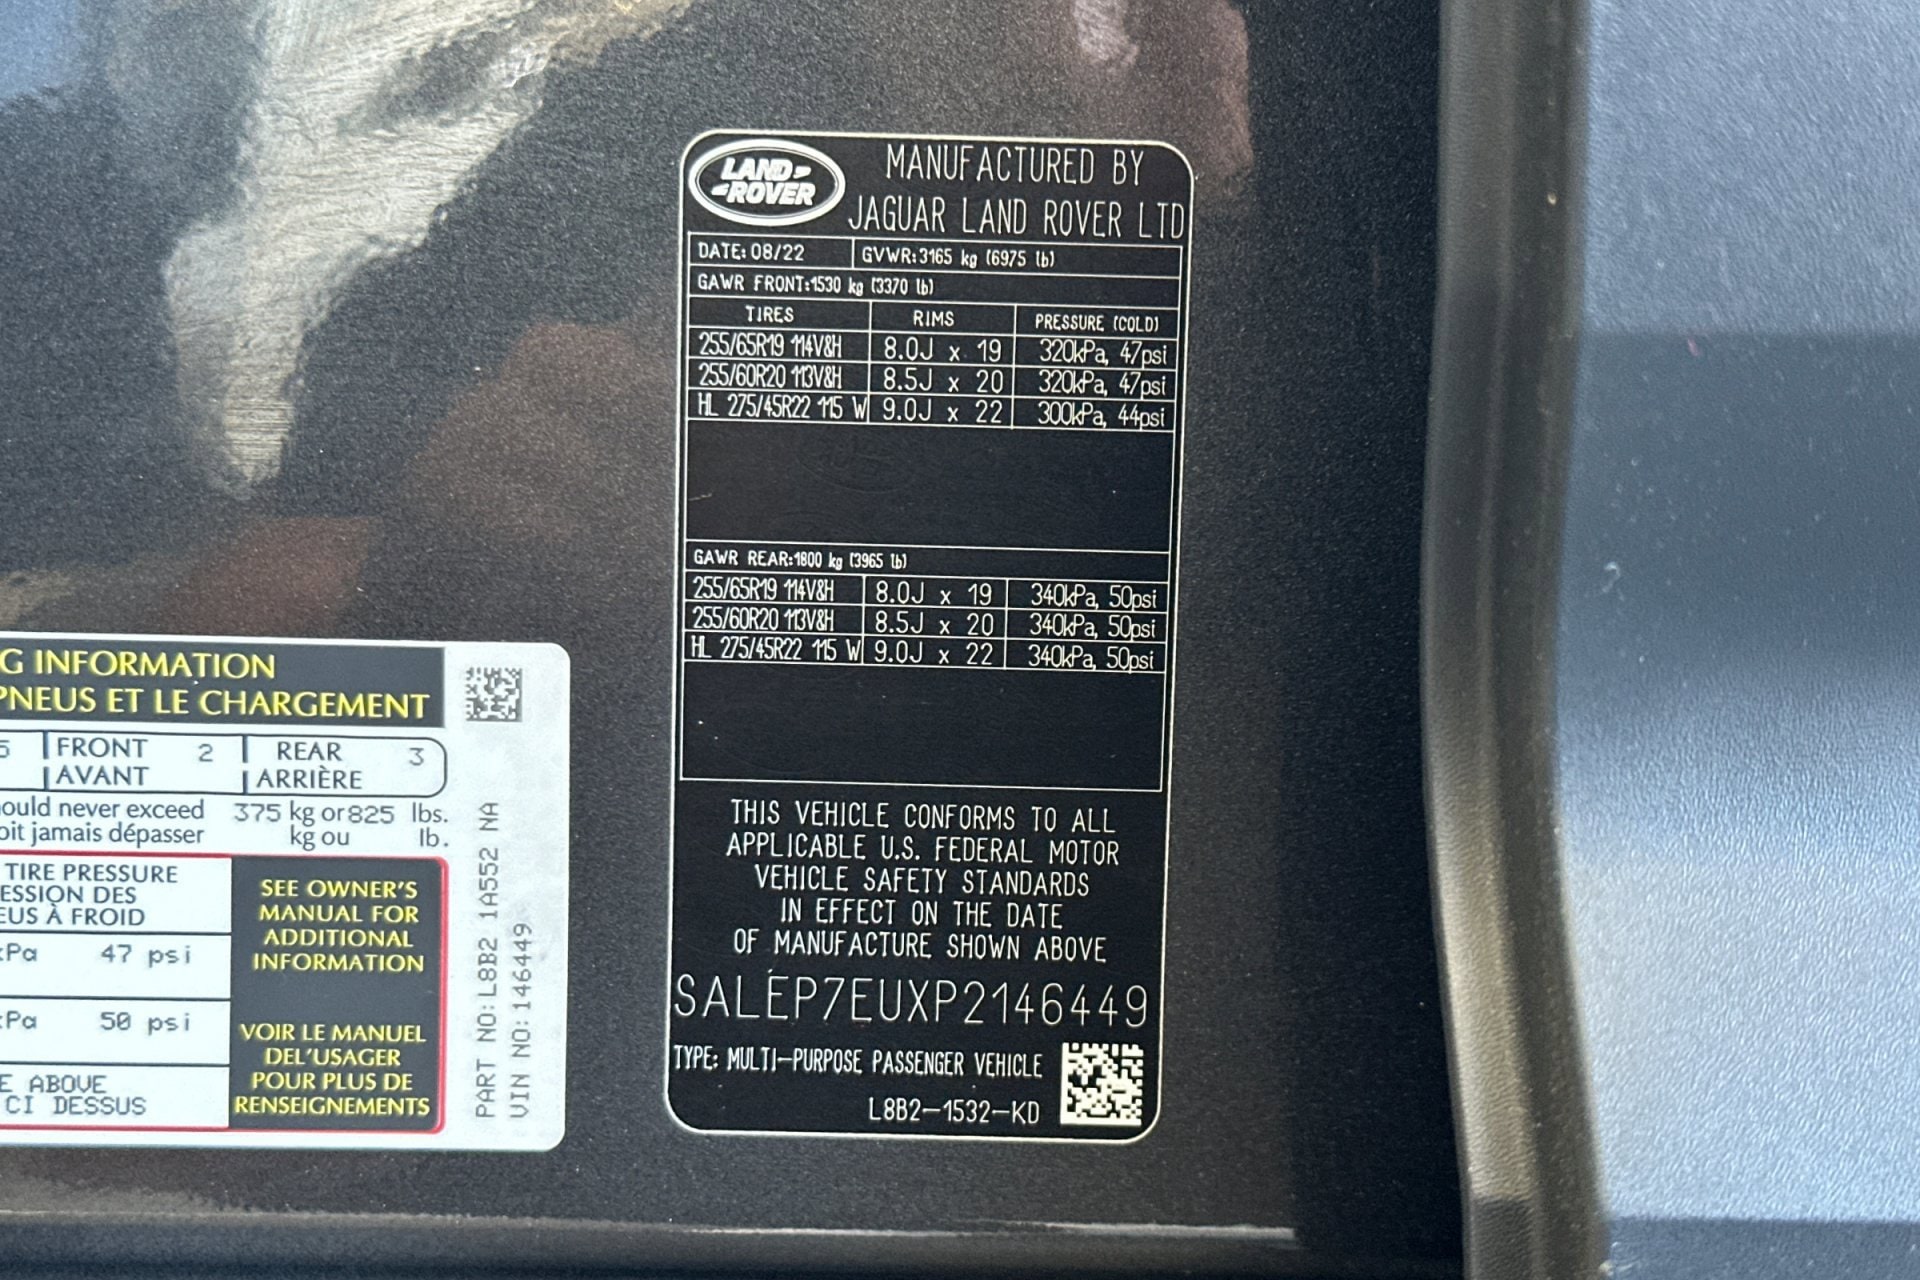 LAND
ROVER
MANUFACTURED BY
JAGUAR LAND ROVER LTD
DATE: 08/22 GVWR:3165 kg (6975 lb)
GAWR FRONT:1530 kg (3370 lb)
TIRES RIMS PRESSURE (COLD)
255/65R19 114V&H 8.0J x 19 320kPa, 47psi
255/60R20 113V&H 8.5J x 20 320kPa, 47psi
HL 275/45R22 115 W 9.0J x 22 300kPa, 44psi
GAWR REAR:1800 kg (3965 lb)
255/65R19 114V&H 8.0J x 19 340kPa, 50psi
255/60R20 113V&H 8.5J x 20 340kPa, 50psi
HL 275/45R22 115 W 9.0J x 22 340kPa, 50psi
THIS VEHICLE CONFORMS TO ALL
APPLICABLE U.S. FEDERAL MOTOR
VEHICLE SAFETY STANDARDS
IN EFFECT ON THE DATE
OF MANUFACTURE SHOWN ABOVE
SALEP7EUXP2146449
TYPE: MULTI-PURPOSE PASSENGER VEHICLE
L8B2-1532-KD
G INFORMATION
PNEUS ET LE CHARGEMENT
5 FRONT 2 REAR 3
AVANT ARRIÈRE
ould never exceed 375 kg or 825 lbs.
oit jamais dépasser kg ou lb.
TIRE PRESSURE
ESSION DES
EUS À FROID
kPa 47 psi
kPa 50 psi
E ABOVE
CI DESSUS
SEE OWNER'S
MANUAL FOR
ADDITIONAL
INFORMATION
VOIR LE MANUEL
DEL'USAGER
POUR PLUS DE
RENSEIGNEMENTS
PART NO:L8B2 1A552 NA
VIN NO:146449